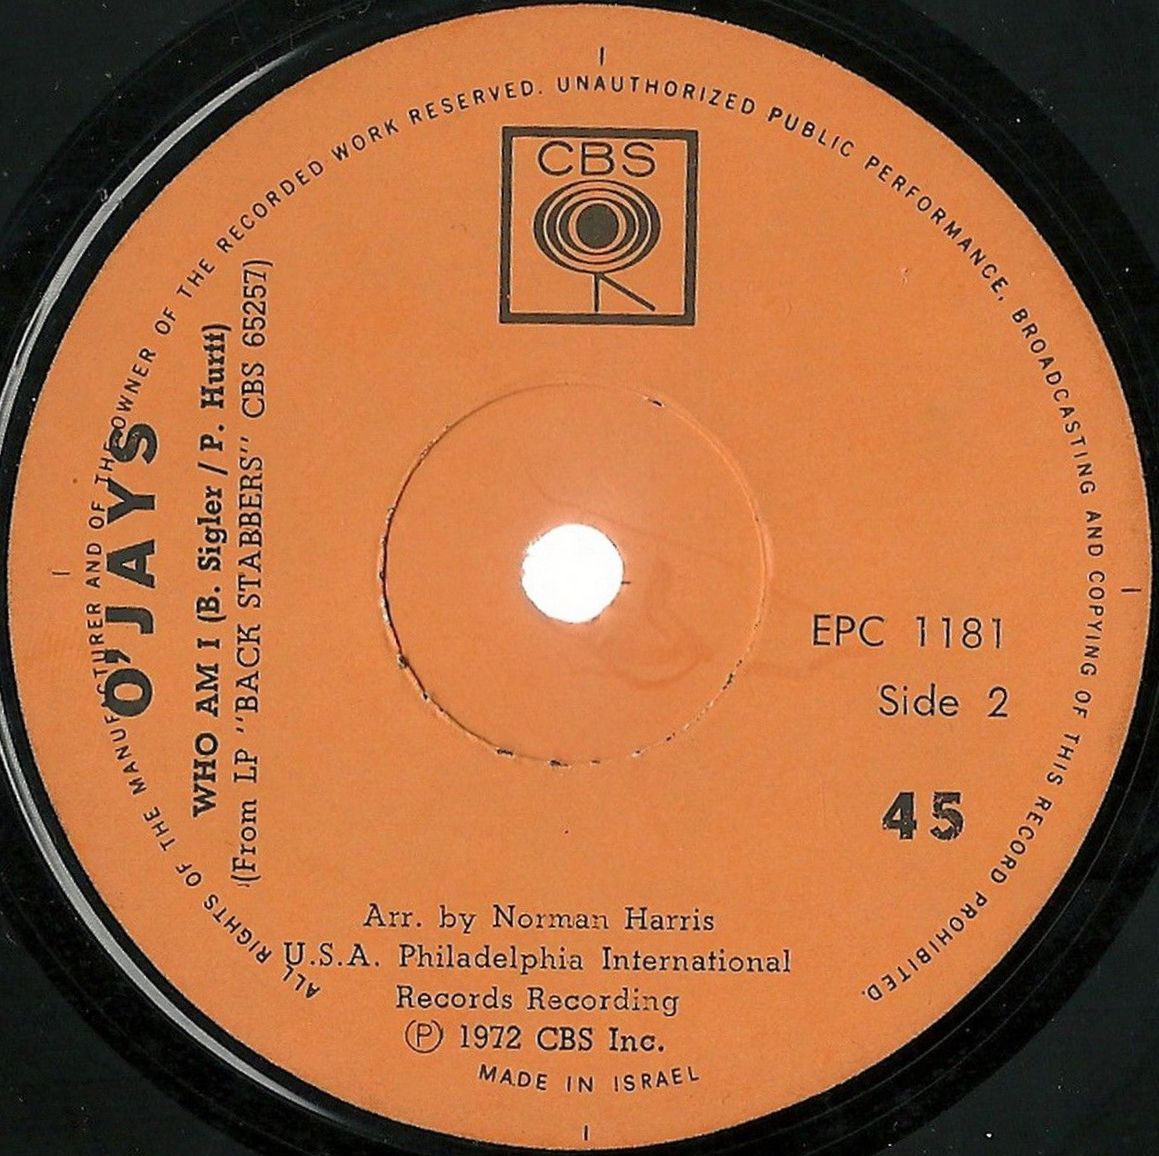 ALL RIGHTS OF THE MANUFACTURER AND OF THE OWNER OF THE RECORDED WORK RESERVED. UNAUTHORIZED PUBLIC PERFORMANCE, BROADCASTING AND COPYING OF THIS RECORD PROHIBITED.
CBS
O'JAYS
WHO AM I (B. Sigler / P. Hurtt)
(From LP ''BACK STABBERS'' CBS 65257)
EPC 1181
Side 2
45
Arr. by Norman Harris
U.S.A. Philadelphia International
Records Recording
Ⓟ 1972 CBS Inc.
MADE IN ISRAEL